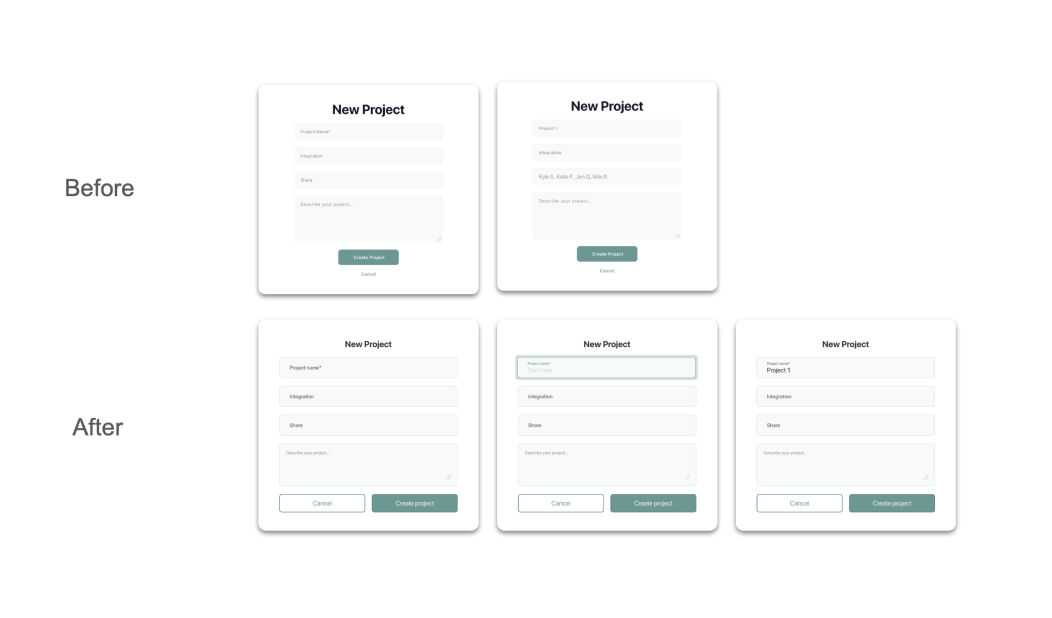 Before
New Project
Project Name*
Integration
Share
Describe your project...
Create Project
Cancel
New Project
Project 1
Integration
Kyle S., Katie P., Jon Q, Max R.
Describe your project...
Create Project
Cancel
After
New Project
Project name*
Integration
Share
Describe your project...
Cancel
Create project
New Project
Project name*
Text here
Integration
Share
Describe your project...
Cancel
Create project
New Project
Project name*
Project 1
Integration
Share
Describe your project...
Cancel
Create project